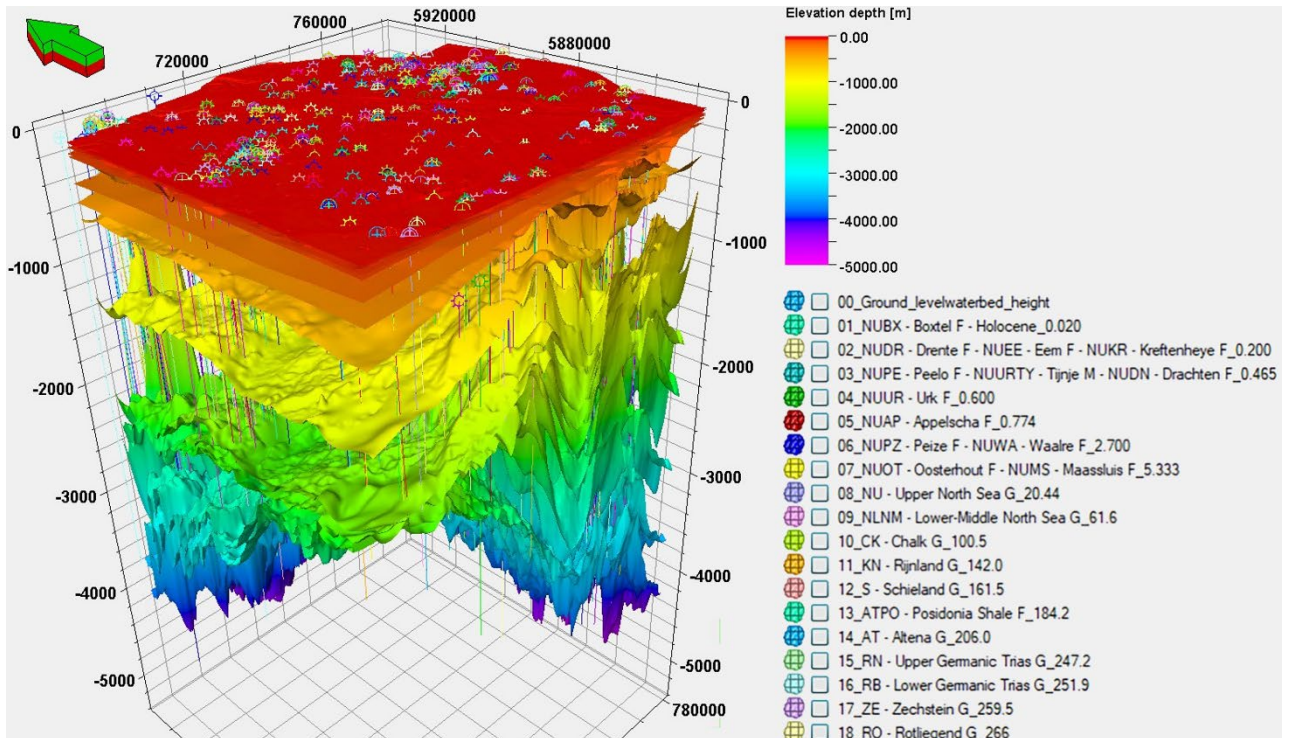 760000
5920000
720000
5880000
0
0
-1000
-1000
-2000
-2000
-3000
-3000
-4000
-4000
-5000
-5000
780000
Elevation depth [m]
0.00
-1000.00
-2000.00
-3000.00
-4000.00
-5000.00
00_Ground_levelwaterbed_height
01_NUBX - Boxtel F - Holocene_0.020
02_NUDR - Drente F - NUEE - Eem F - NUKR - Kreftenheye F_0.200
03_NUPE - Peelo F - NUURTY - Tijnje M - NUDN - Drachten F_0.465
04_NUUR - Urk F_0.600
05_NUAP - Appelscha F_0.774
06_NUPZ - Peize F - NUWA - Waalre F_2.700
07_NUOT - Oosterhout F - NUMS - Maassluis F_5.333
08_NU - Upper North Sea G_20.44
09_NLNM - Lower-Middle North Sea G_61.6
10_CK - Chalk G_100.5
11_KN - Rijnland G_142.0
12_S - Schieland G_161.5
13_ATPO - Posidonia Shale F_184.2
14_AT - Altena G_206.0
15_RN - Upper Germanic Trias G_247.2
16_RB - Lower Germanic Trias G_251.9
17_ZE - Zechstein G_259.5
18_RO - Rotliegend G_266